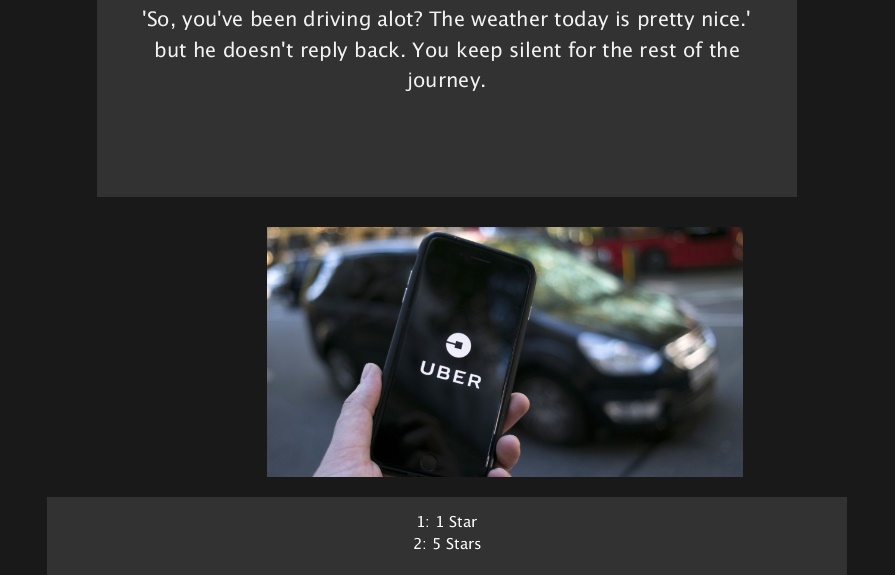 'So, you've been driving alot? The weather today is pretty nice.'
but he doesn't reply back. You keep silent for the rest of the
journey.
UBER
1: 1 Star
2: 5 Stars